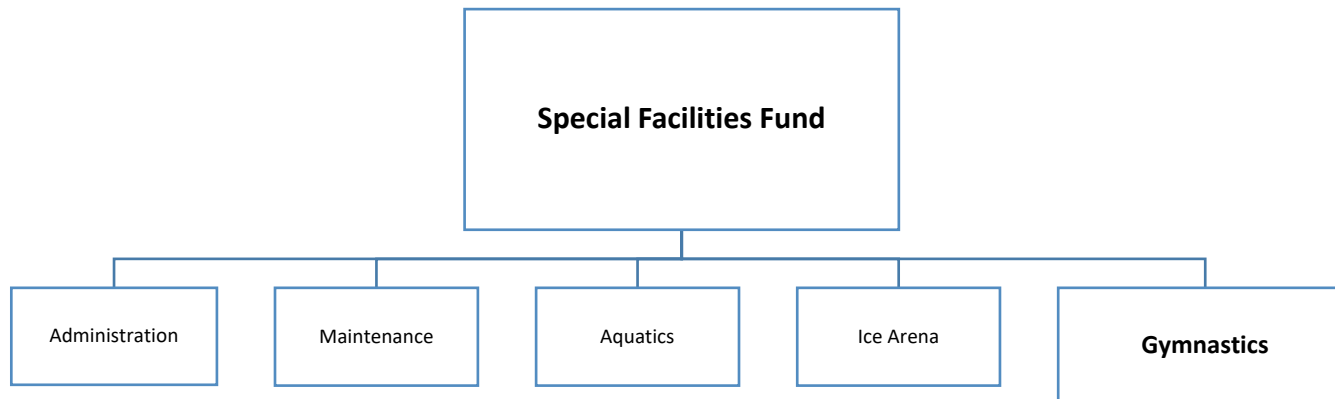 Special Facilities Fund
Administration
Maintenance
Aquatics
Ice Arena
Gymnastics